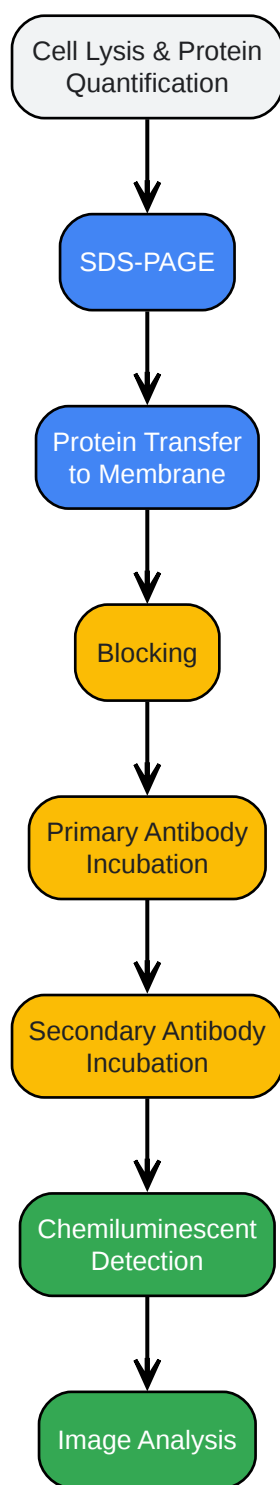 Cell Lysis & Protein
Quantification
SDS-PAGE
Protein Transfer
to Membrane
Blocking
Primary Antibody
Incubation
Secondary Antibody
Incubation
Chemiluminescent
Detection
Image Analysis